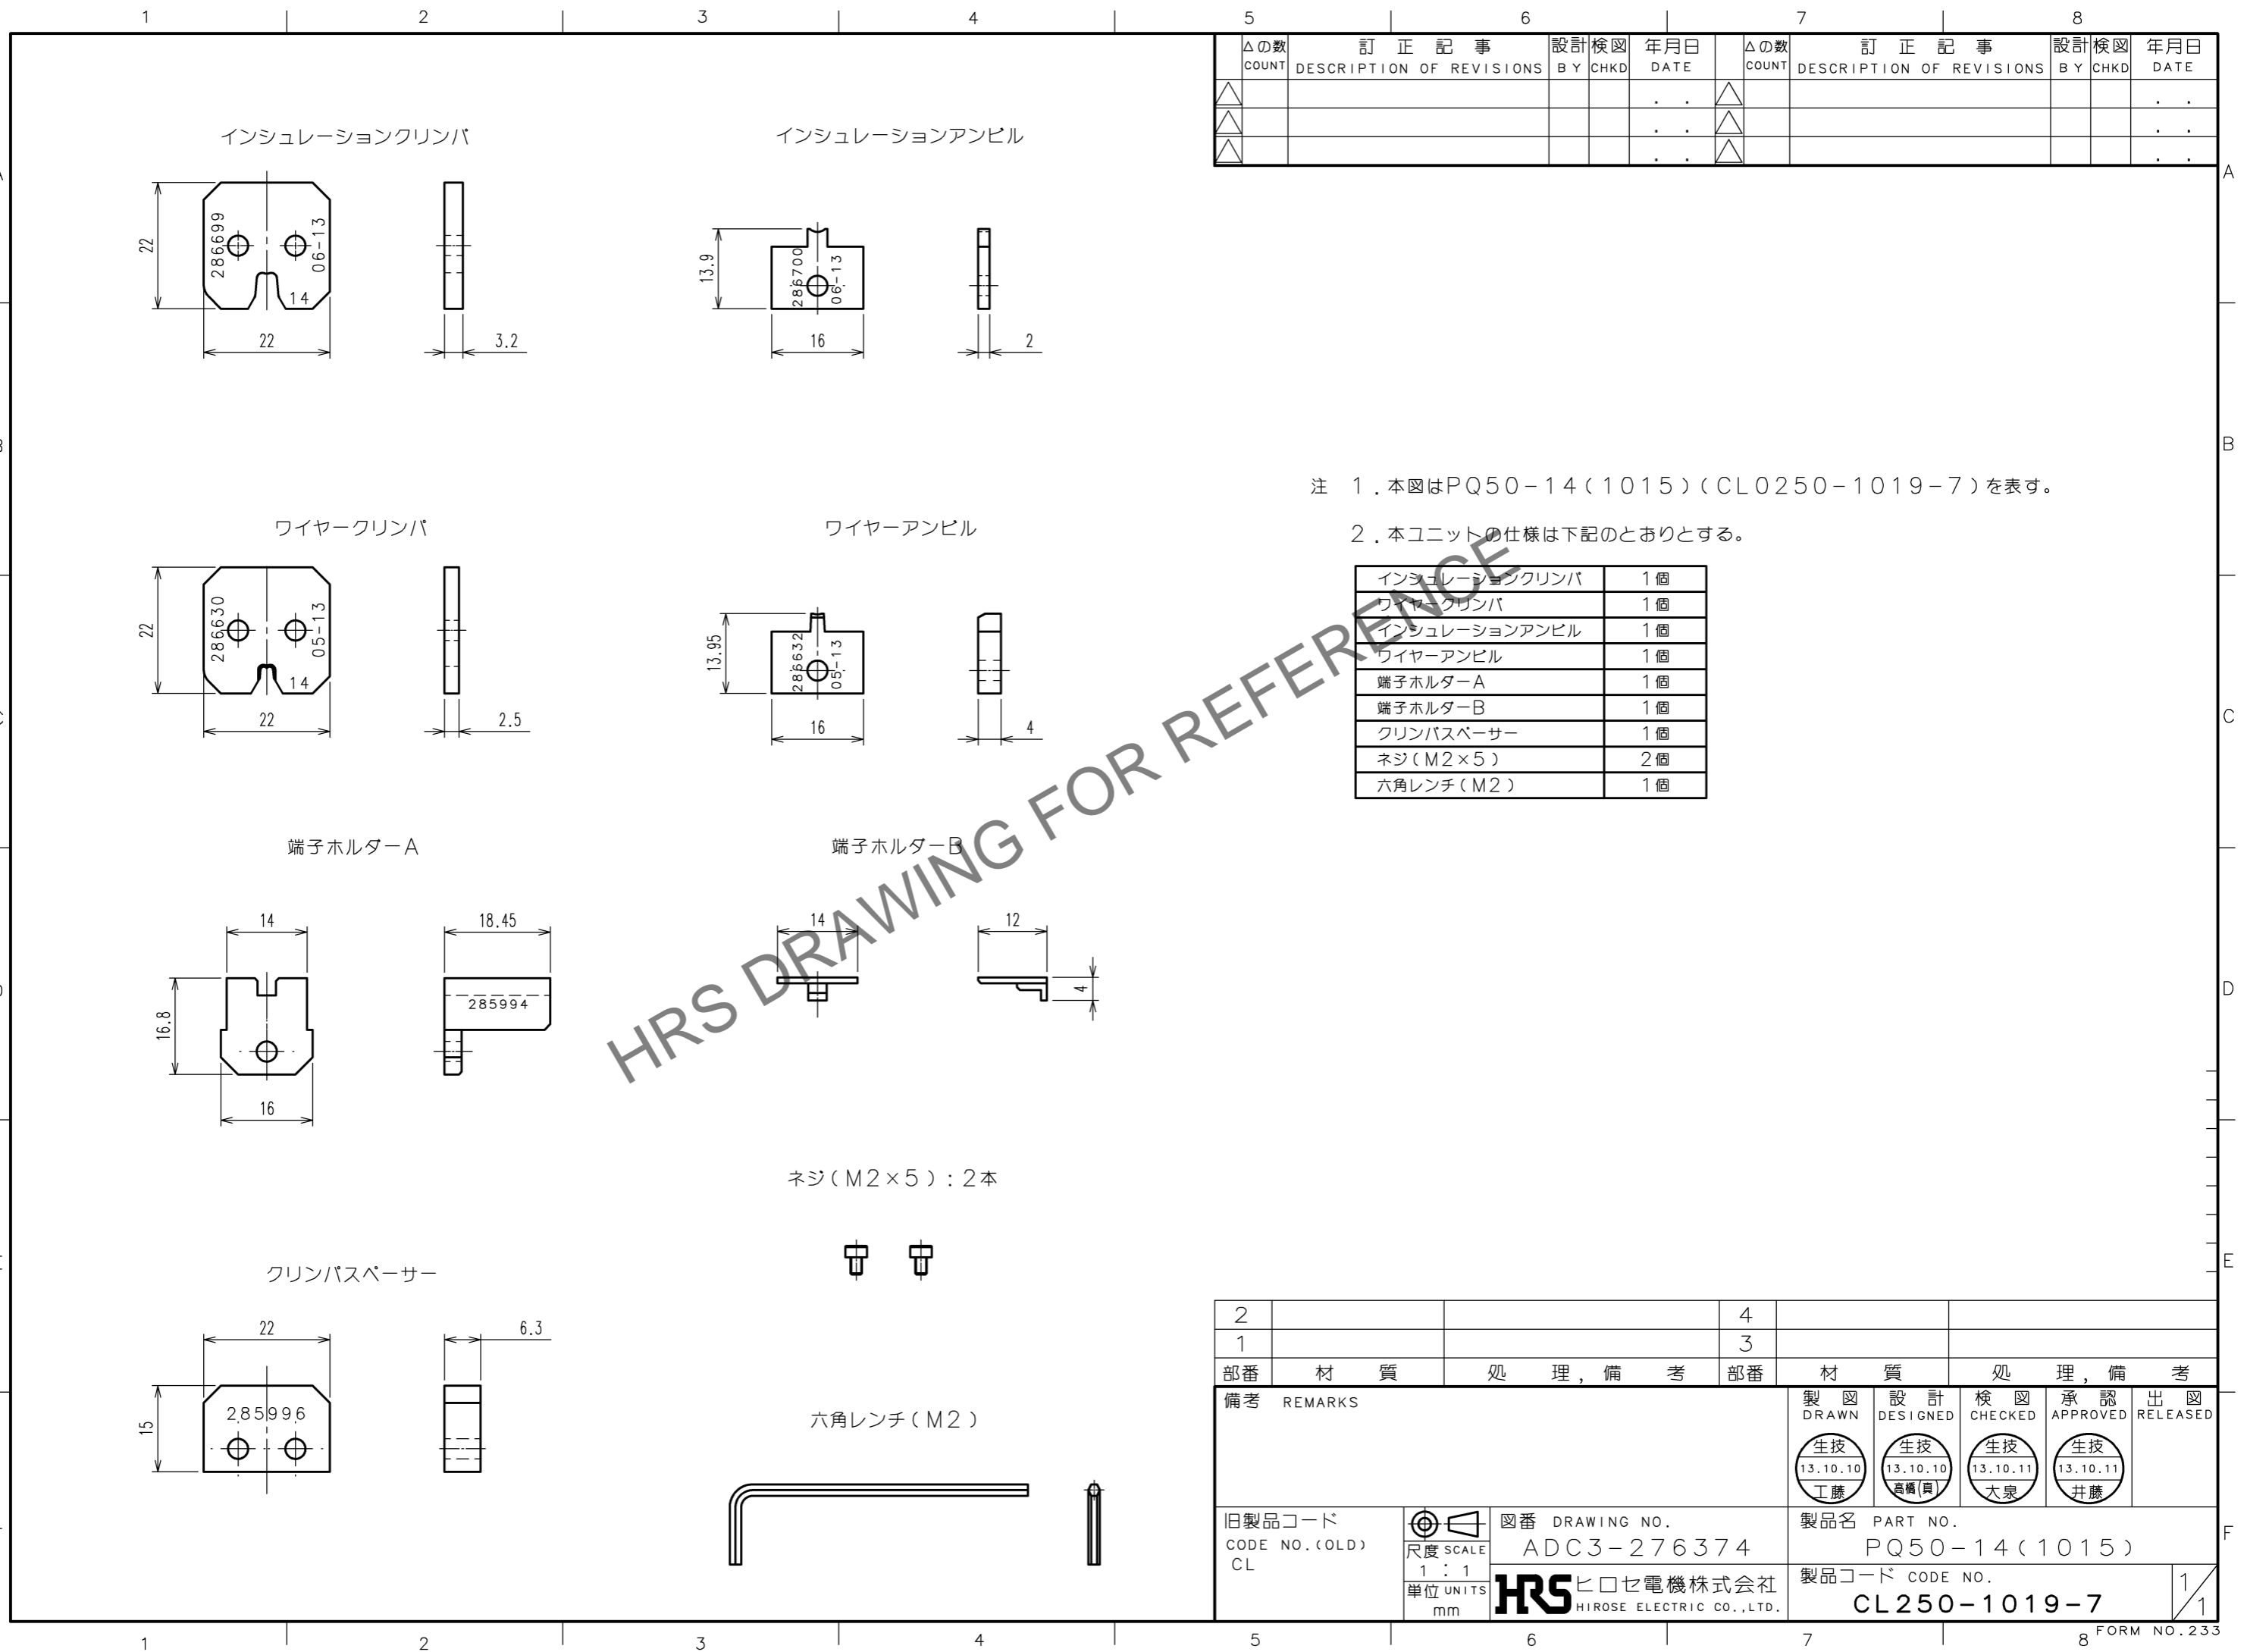 1 2 3 4 5 6 7 8
△の数 訂正記事 設計 検図 年月日 △の数 訂正記事 設計 検図 年月日
COUNT DESCRIPTION OF REVISIONS BY CHKD DATE COUNT DESCRIPTION OF REVISIONS BY CHKD DATE
. . . .
. . . .
. . . .
インシュレーションクリンパ
22
286699
06-13
14
22
3.2
インシュレーションアンビル
13.9
286700
06-13
16
2
A
B
ワイヤークリンパ
22
286630
05-13
14
22
2.5
ワイヤーアンビル
13.95
286632
05-13
16
4
注 1.本図はPQ50-14(1015)(CL0250-1019-7)を表す。
2.本ユニットの仕様は下記のとおりとする。
インシュレーションクリンパ 1個
ワイヤークリンパ 1個
インシュレーションアンビル 1個
ワイヤーアンビル 1個
端子ホルダーA 1個
端子ホルダーB 1個
クリンパスペーサー 1個
ネジ(M2×5) 2個
六角レンチ(M2) 1個
C
HRS DRAWING FOR REFERENCE
端子ホルダーA
14
18.45
16.8
285994
16
端子ホルダーB
14
12
4
D
ネジ(M2×5):2本
クリンパスペーサー
22
6.3
15
285996
六角レンチ(M2)
E
2 4
1 3
部番 材質 処理,備考 部番 材質 処理,備考
備考 REMARKS
製図 設計 検図 承認 出図
DRAWN DESIGNED CHECKED APPROVED RELEASED
生技 生技 生技 生技
13.10.10 13.10.10 13.10.11 13.10.11
工藤 高橋(真) 大泉 井藤
旧製品コード
CODE NO.(OLD)
CL
尺度 SCALE
1:1
単位 UNITS
mm
図番 DRAWING NO.
ADC3-276374
HRS ヒロセ電機株式会社
HIROSE ELECTRIC CO.,LTD.
製品名 PART NO.
PQ50-14(1015)
製品コード CODE NO.
CL250-1019-7
1/1
F
1 2 3 4 5 6 7 8
FORM NO.233